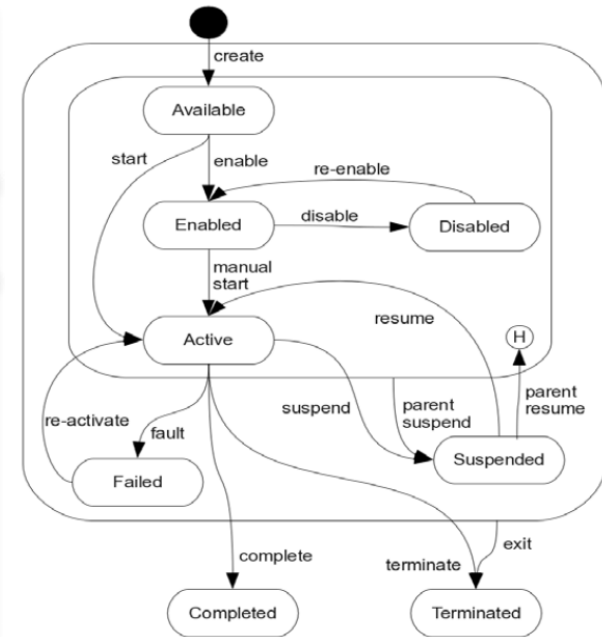 create
Available
start
enable
re-enable
Enabled
disable
Disabled
manual
start
Active
resume
H
re-activate
fault
suspend
parent
suspend
parent
resume
Failed
Suspended
complete
terminate
exit
Completed
Terminated